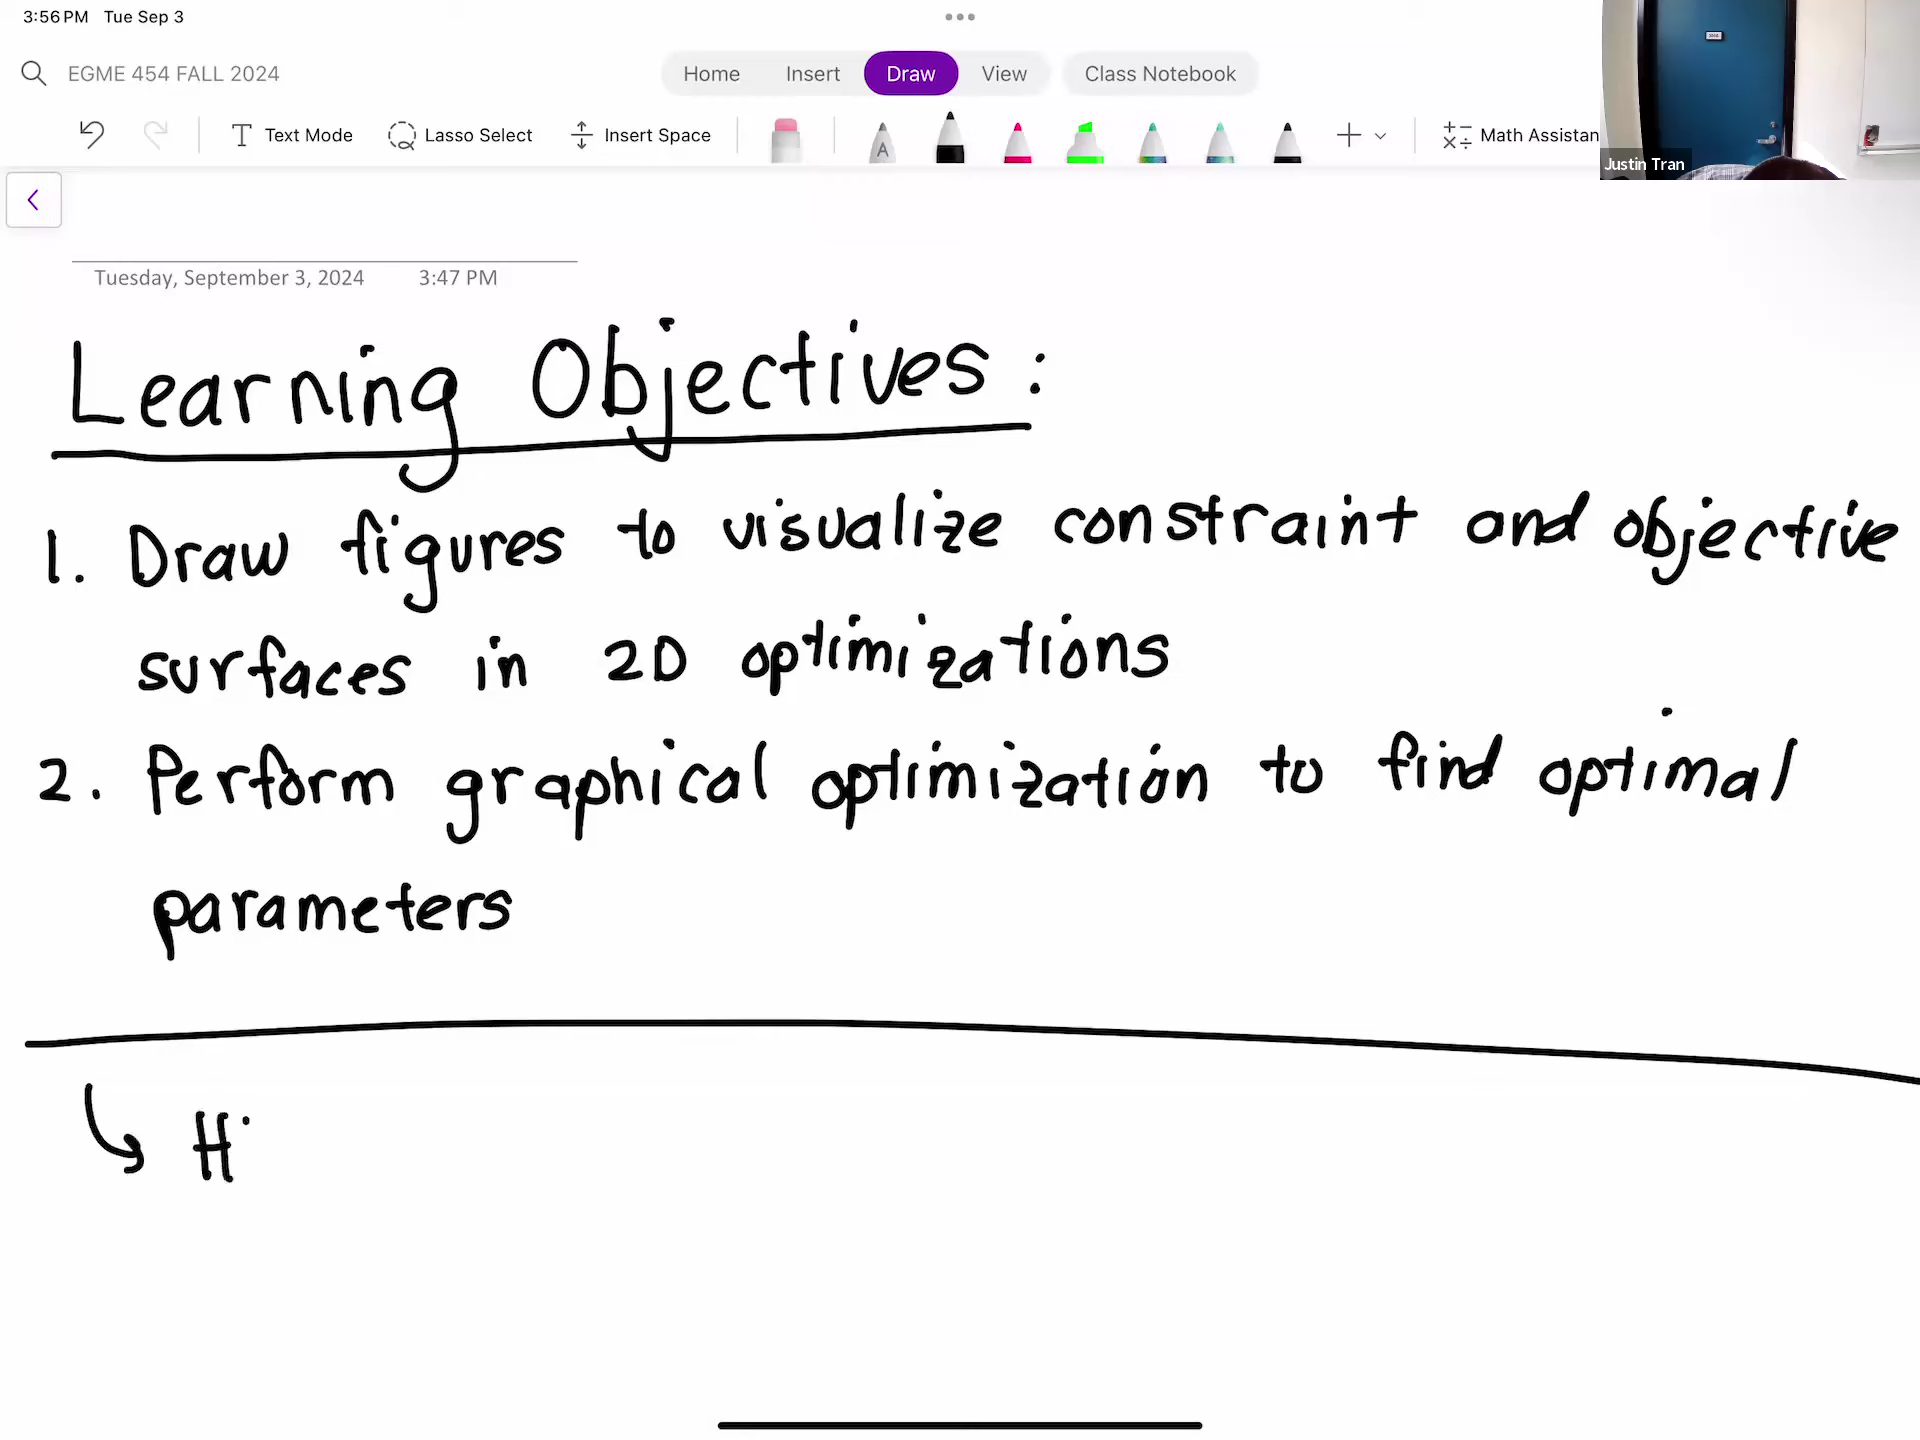 3:56 PM Tue Sep 3
EGME 454 FALL 2024
Home Insert Draw View Class Notebook
Text Mode Lasso Select Insert Space A Math Assistan
Justin Tran
Tuesday, September 3, 2024 3:47 PM
Learning Objectives:
1. Draw figures to visualize constraint and objective
surfaces in 2D optimizations
2. Perform graphical optimization to find optimal
parameters
Hi